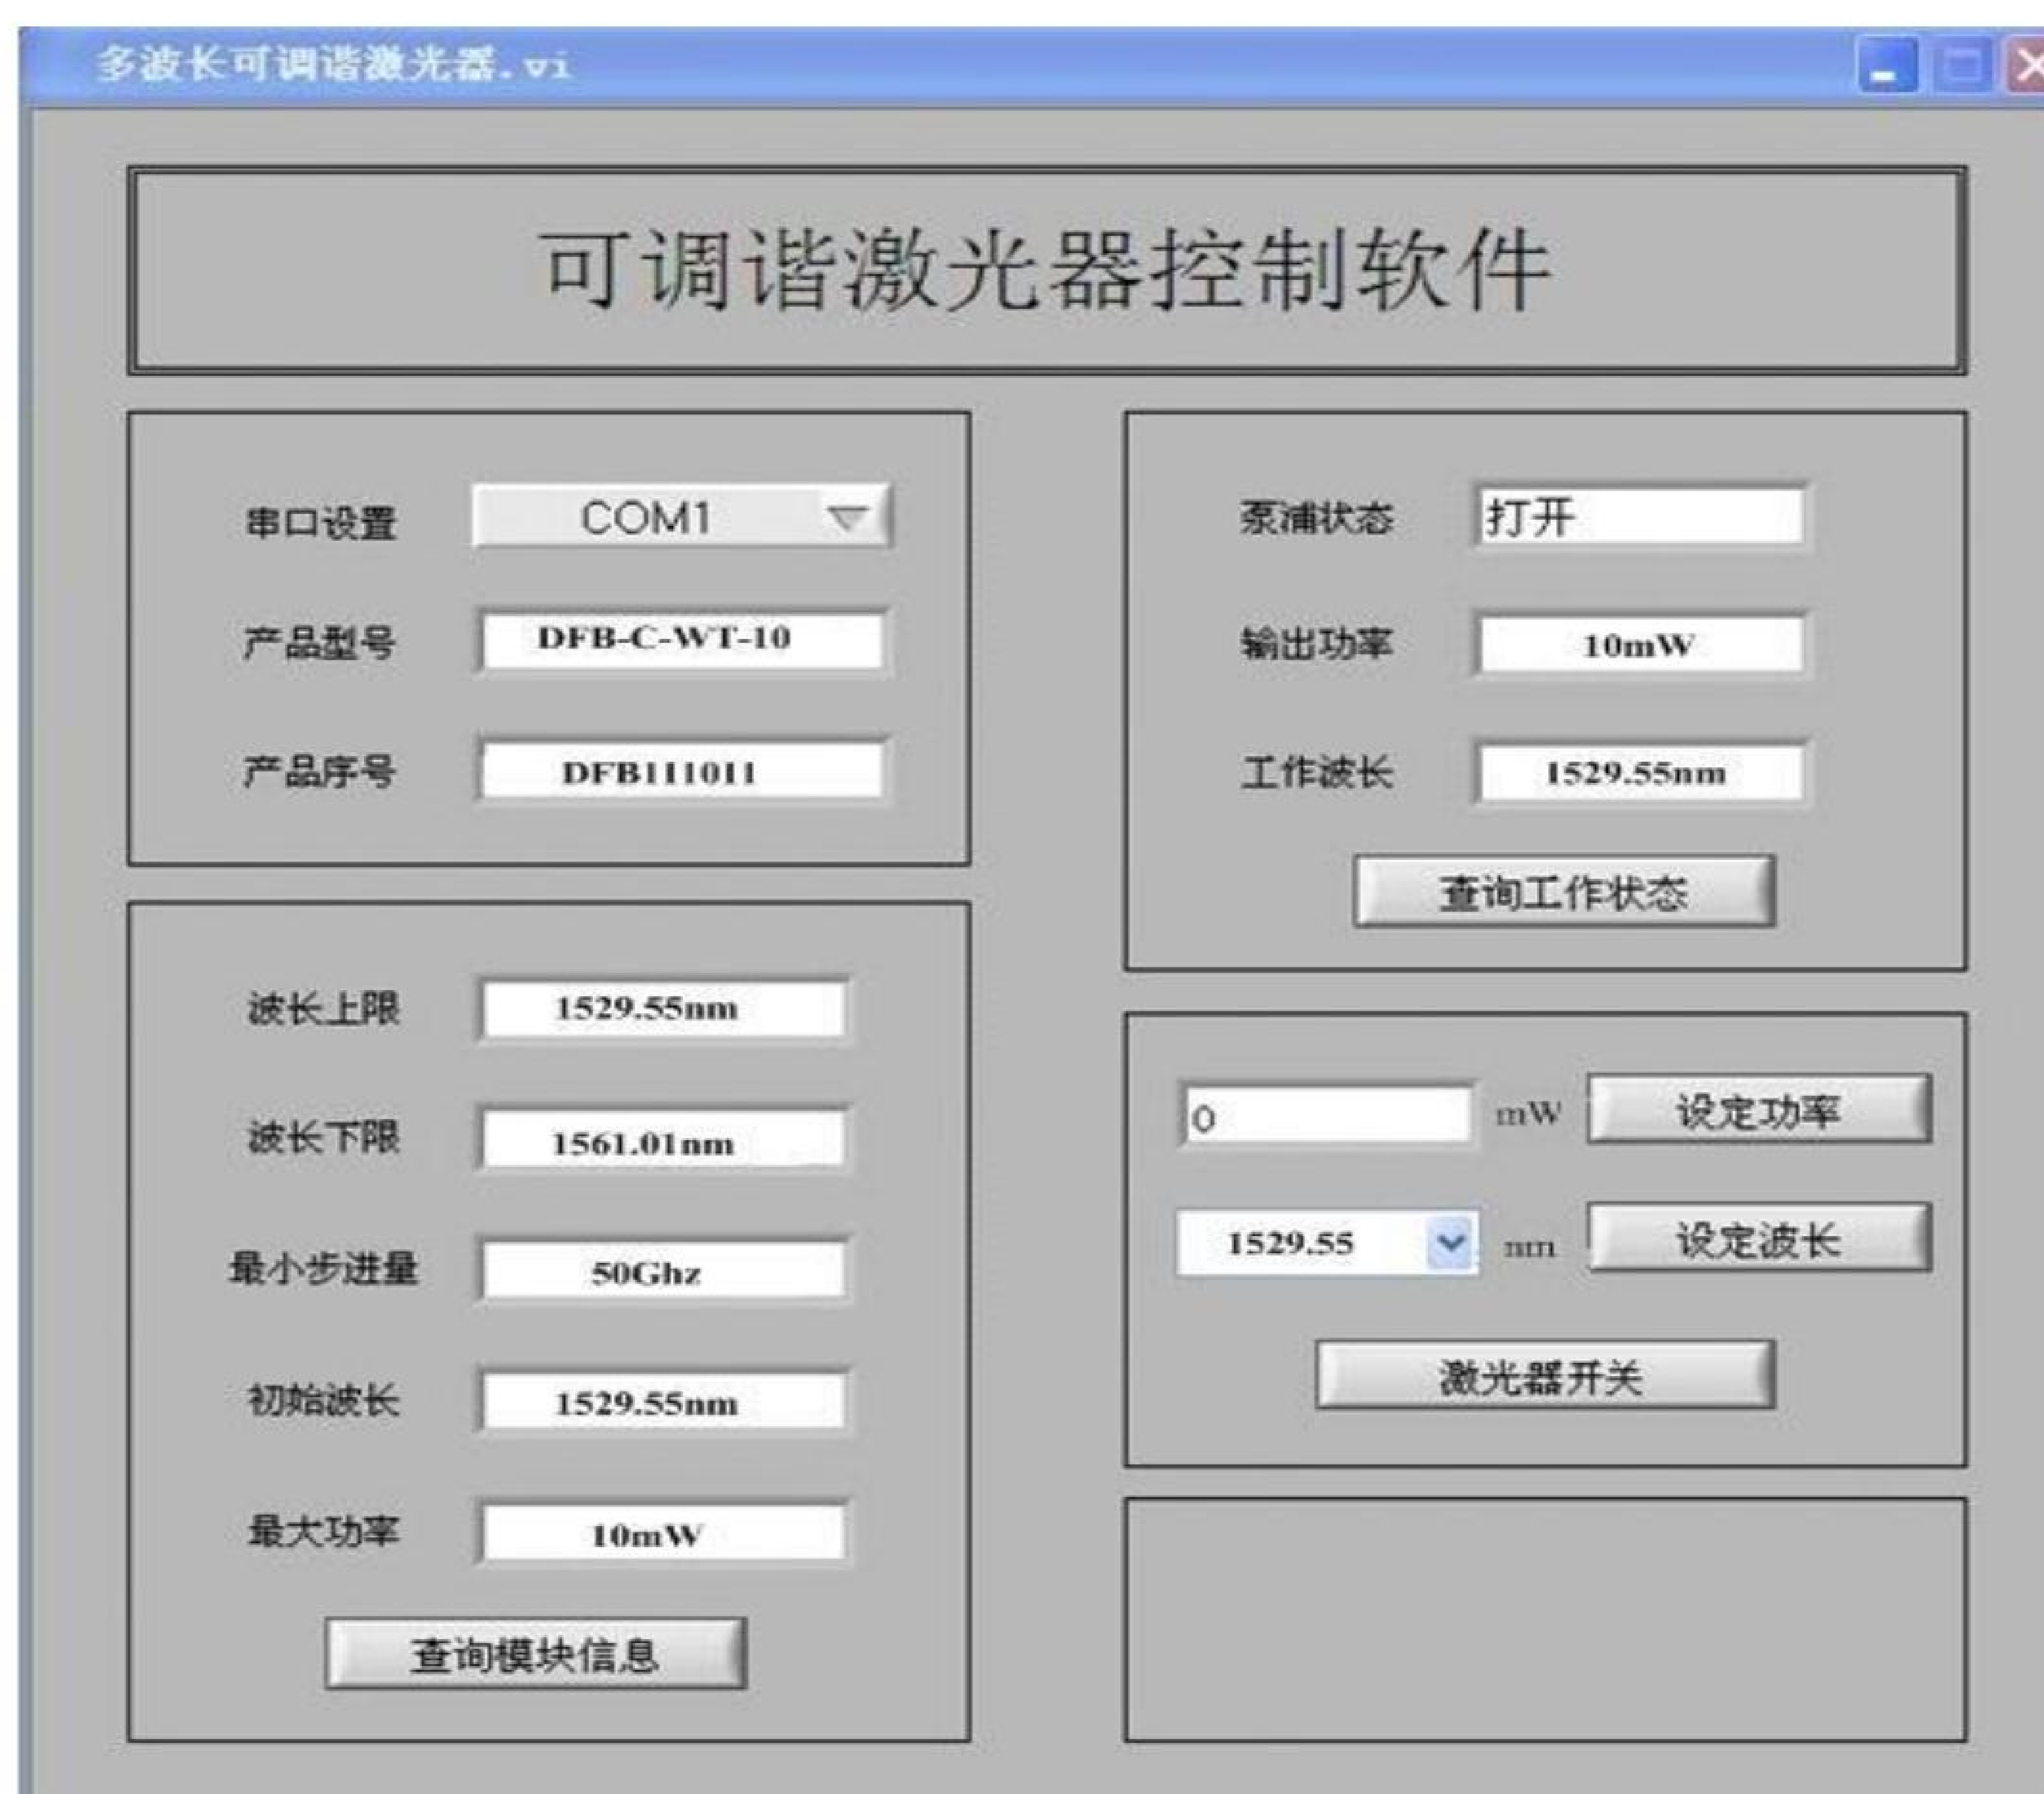 多波长可调谐激光器.vi
可调谐激光器控制软件
串口设置 COM1
产品型号 DFB-C-WT-10
产品序号 DFB111011
波长上限 1529.55nm
波长下限 1561.01nm
最小步进量 50Ghz
初始波长 1529.55nm
最大功率 10mW
查询模块信息
泵浦状态 打开
输出功率 10mW
工作波长 1529.55nm
查询工作状态
0 mW 设定功率
1529.55 nm 设定波长
激光器开关